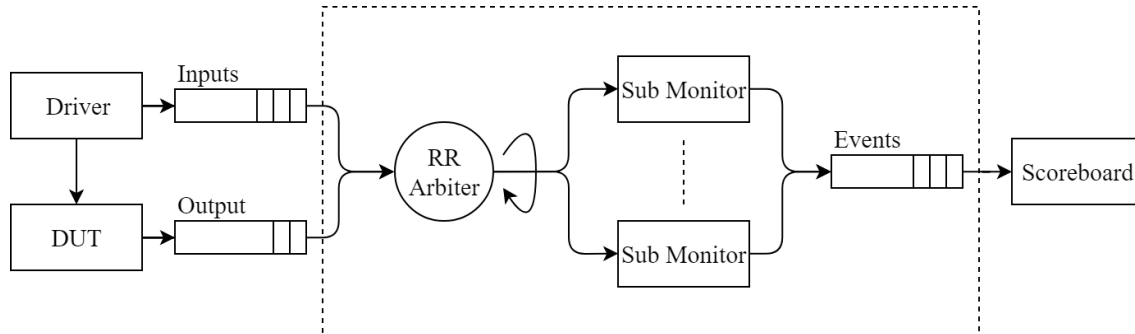 Inputs
Driver
Output
DUT
RR
Arbiter
Sub Monitor
Sub Monitor
Events
Scoreboard